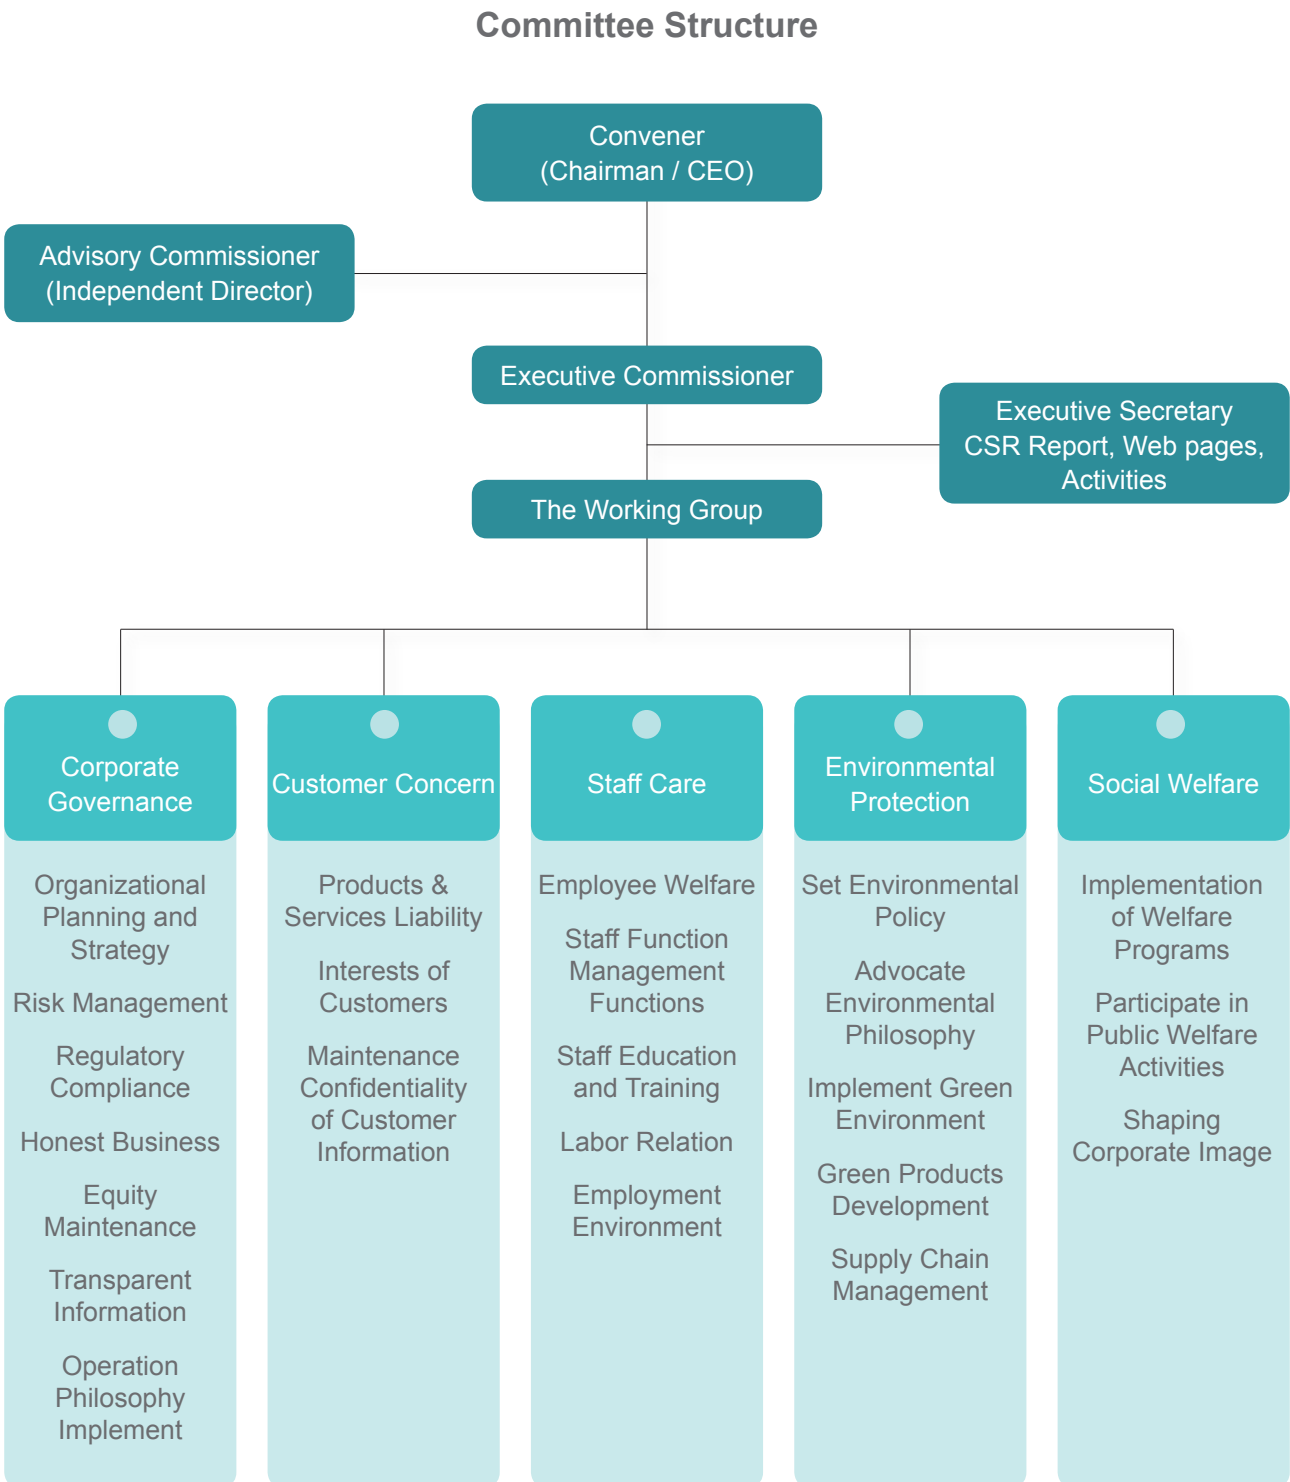 Committee Structure
Convener
(Chairman / CEO)
Advisory Commissioner
(Independent Director)
Executive Commissioner
Executive Secretary
CSR Report, Web pages,
Activities
The Working Group
Corporate
Governance
Organizational
Planning and
Strategy
Risk Management
Regulatory
Compliance
Honest Business
Equity
Maintenance
Transparent
Information
Operation
Philosophy
Implement
Customer Concern
Products &
Services Liability
Interests of
Customers
Maintenance
Confidentiality
of Customer
Information
Staff Care
Employee Welfare
Staff Function
Management
Functions
Staff Education
and Training
Labor Relation
Employment
Environment
Environmental
Protection
Set Environmental
Policy
Advocate
Environmental
Philosophy
Implement Green
Environment
Green Products
Development
Supply Chain
Management
Social Welfare
Implementation
of Welfare
Programs
Participate in
Public Welfare
Activities
Shaping
Corporate Image